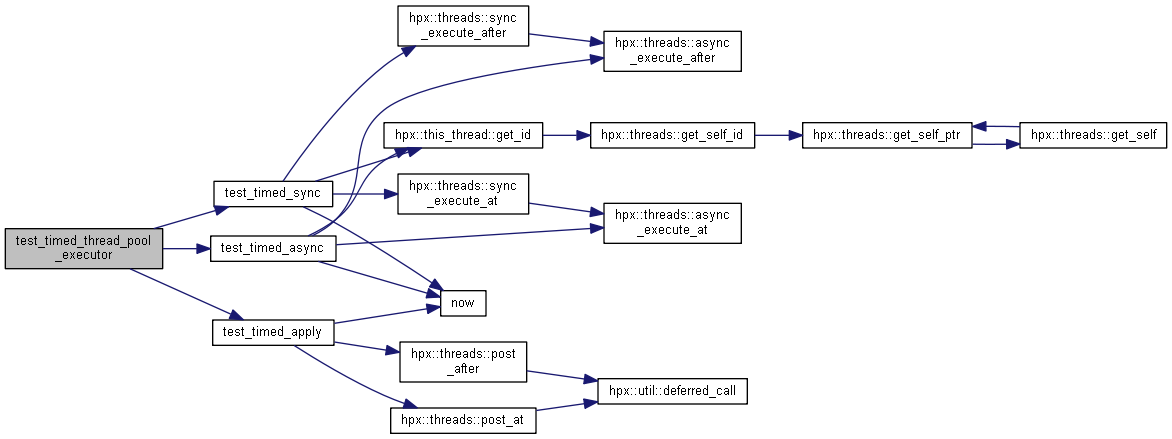 hpx::threads::sync
_execute_after
hpx::threads::async
_execute_after
hpx::this_thread::get_id
hpx::threads::get_self_id
hpx::threads::get_self_ptr
hpx::threads::get_self
test_timed_sync
hpx::threads::sync
_execute_at
hpx::threads::async
_execute_at
test_timed_thread_pool
_executor
test_timed_async
now
test_timed_apply
hpx::threads::post
_after
hpx::util::deferred_call
hpx::threads::post_at